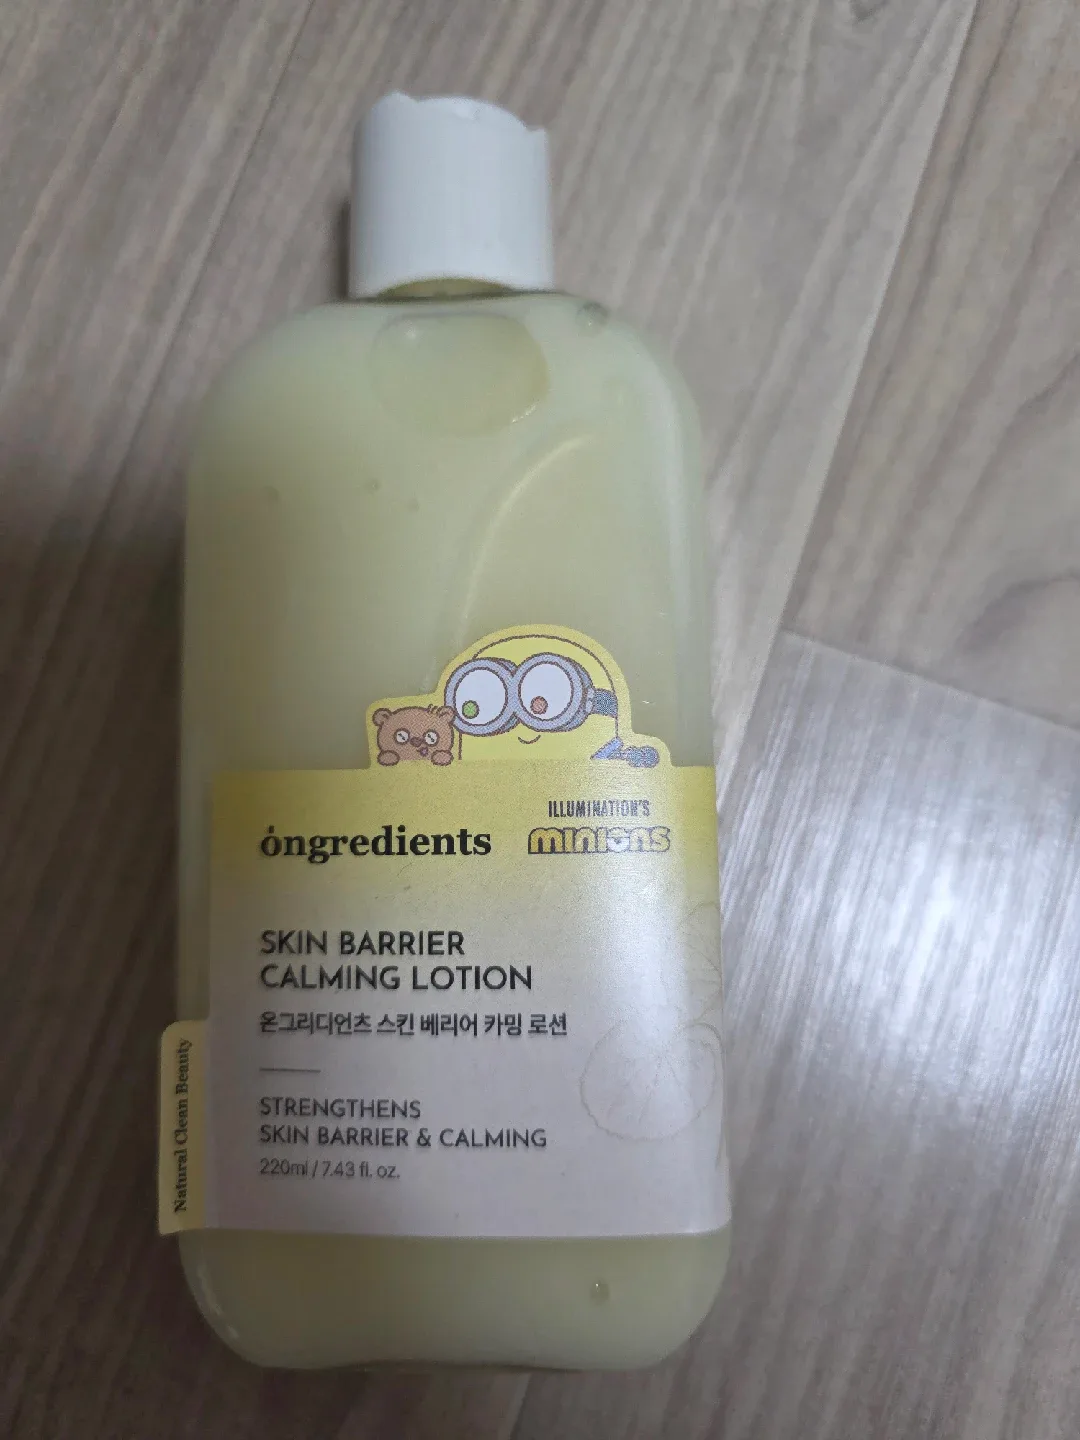 óngredients
ILLUMINATION'S
MINIONS
SKIN BARRIER
CALMING LOTION
온그리디언츠 스킨 베리어 카밍 로션
STRENGTHENS
SKIN BARRIER & CALMING
220ml / 7.43 fl. oz.
Natural Clean Beauty